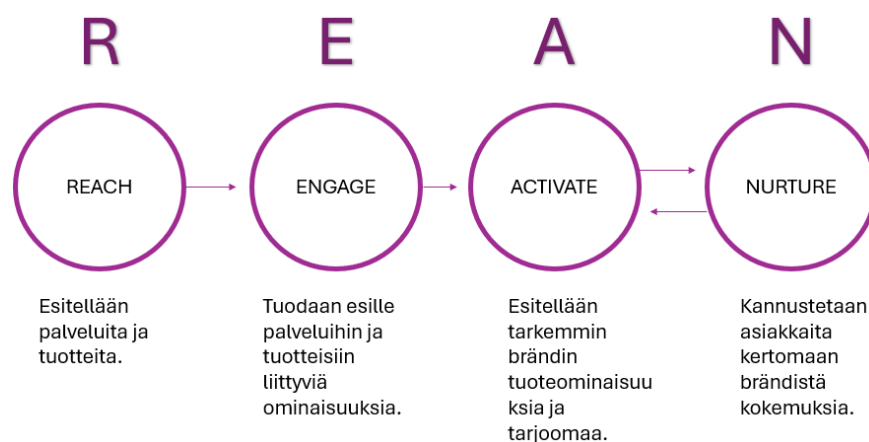 R E A N
REACH
ENGAGE
ACTIVATE
NURTURE
Esitellään
palveluita ja
tuotteita.
Tuodaan esille
palveluihin ja
tuotteisiin
liittyviä
ominaisuuksia.
Esitellään
tarkemmin
brändin
tuoteominaisuu
ksia ja
tarjoomaa.
Kannustetaan
asiakkaita
kertomaan
brändistä
kokemuksia.